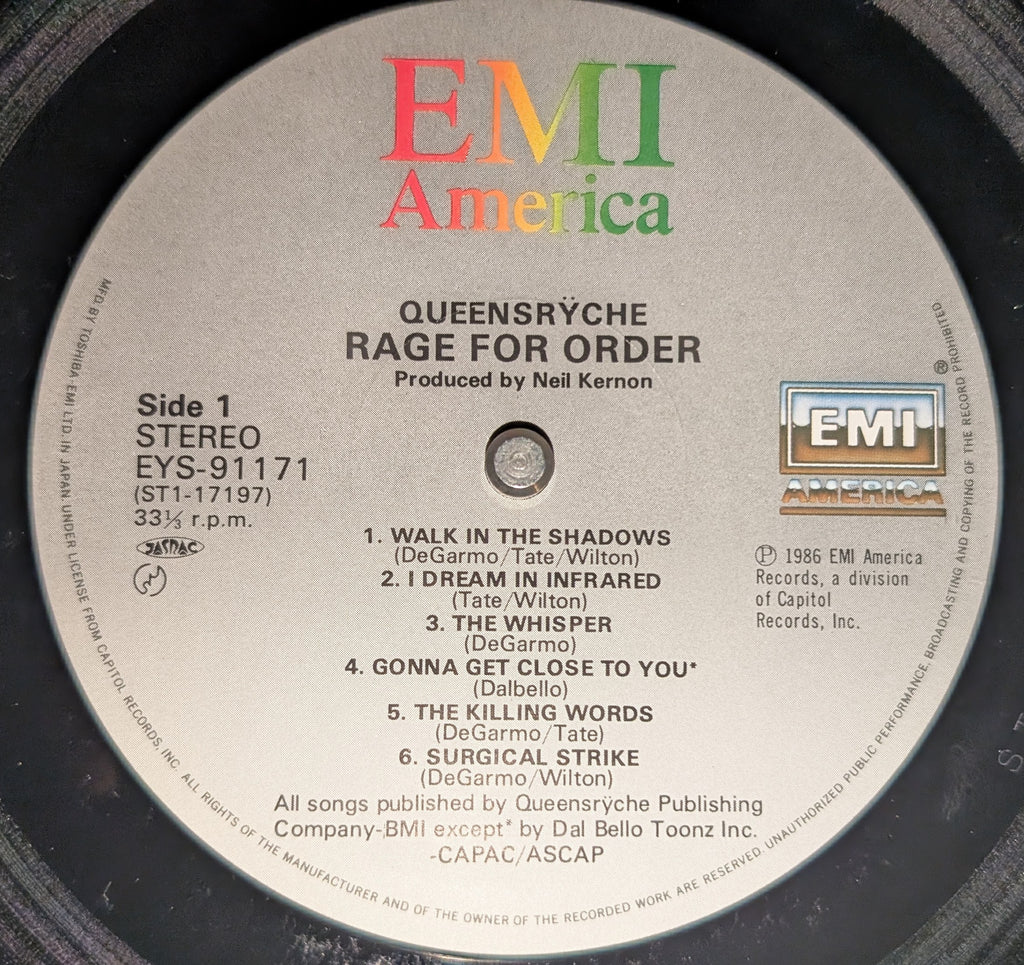 EMI
America
QUEENSRŸCHE
RAGE FOR ORDER
Produced by Neil Kernon
Side 1
STEREO
EYS-91171
(ST1-17197)
33⅓ r.p.m.
JASRAC
®
EMI
AMERICA
1. WALK IN THE SHADOWS
(DeGarmo/Tate/Wilton)
2. I DREAM IN INFRARED
(Tate/Wilton)
3. THE WHISPER
(DeGarmo)
4. GONNA GET CLOSE TO YOU*
(Dalbello)
5. THE KILLING WORDS
(DeGarmo/Tate)
6. SURGICAL STRIKE
(DeGarmo/Wilton)
All songs published by Queensrÿche Publishing
Company-BMI except* by Dal Bello Toonz Inc.
-CAPAC/ASCAP
℗ 1986 EMI America
Records, a division
of Capitol
Records, Inc.
MFD. BY TOSHIBA-EMI LTD. IN JAPAN UNDER LICENSE FROM CAPITOL RECORDS, INC. ALL RIGHTS OF THE MANUFACTURER AND OF THE OWNER OF THE RECORDED WORK ARE RESERVED. UNAUTHORIZED PUBLIC PERFORMANCE, BROADCASTING AND COPYING OF THE RECORD PROHIBITED